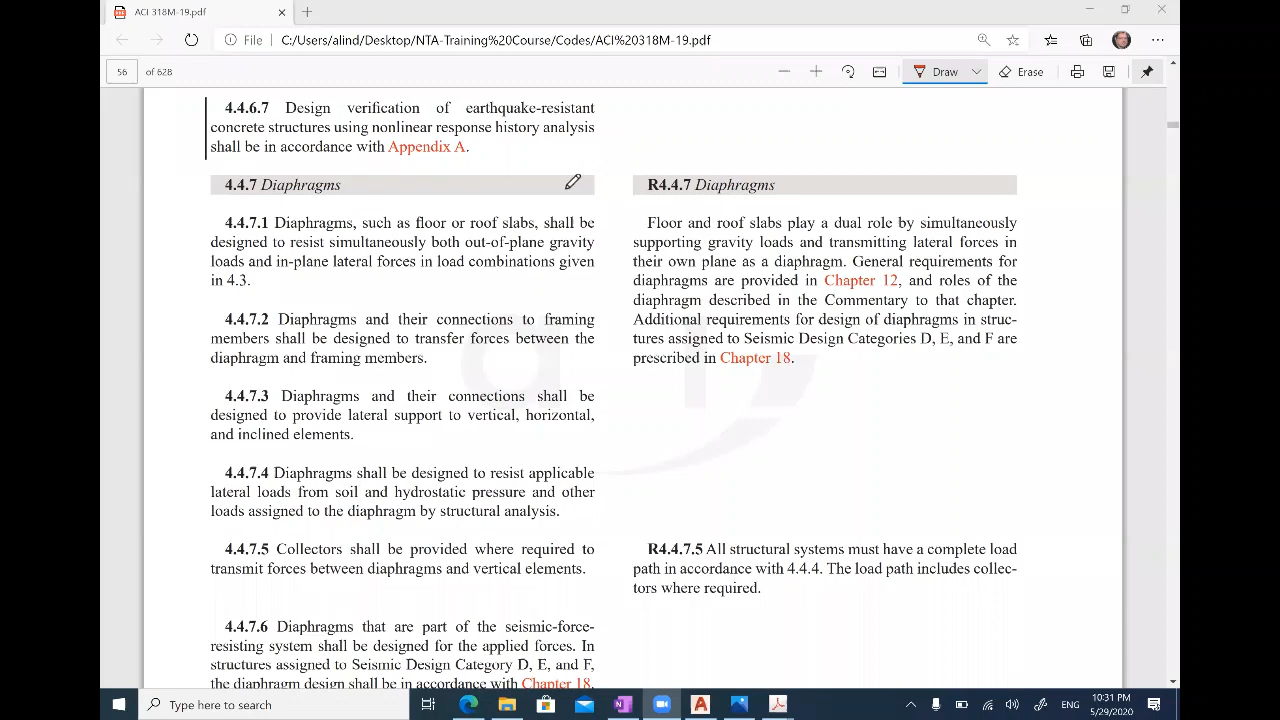 ACI 318M-19.pdf
File
C:/Users/alind/Desktop/NTA-Training%20Course/Codes/ACI%20318M-19.pdf
56 of 628
Draw
Erase
4.4.6.7 Design verification of earthquake-resistant
concrete structures using nonlinear response history analysis
shall be in accordance with Appendix A.
4.4.7 Diaphragms
4.4.7.1 Diaphragms, such as floor or roof slabs, shall be
designed to resist simultaneously both out-of-plane gravity
loads and in-plane lateral forces in load combinations given
in 4.3.
4.4.7.2 Diaphragms and their connections to framing
members shall be designed to transfer forces between the
diaphragm and framing members.
4.4.7.3 Diaphragms and their connections shall be
designed to provide lateral support to vertical, horizontal,
and inclined elements.
4.4.7.4 Diaphragms shall be designed to resist applicable
lateral loads from soil and hydrostatic pressure and other
loads assigned to the diaphragm by structural analysis.
4.4.7.5 Collectors shall be provided where required to
transmit forces between diaphragms and vertical elements.
4.4.7.6 Diaphragms that are part of the seismic-force-
resisting system shall be designed for the applied forces. In
structures assigned to Seismic Design Category D, E, and F,
the diaphragm design shall be in accordance with Chapter 18.
R4.4.7 Diaphragms
Floor and roof slabs play a dual role by simultaneously
supporting gravity loads and transmitting lateral forces in
their own plane as a diaphragm. General requirements for
diaphragms are provided in Chapter 12, and roles of the
diaphragm described in the Commentary to that chapter.
Additional requirements for design of diaphragms in struc-
tures assigned to Seismic Design Categories D, E, and F are
prescribed in Chapter 18.
R4.4.7.5 All structural systems must have a complete load
path in accordance with 4.4.4. The load path includes collec-
tors where required.
Type here to search
ENG
10:31 PM
5/29/2020